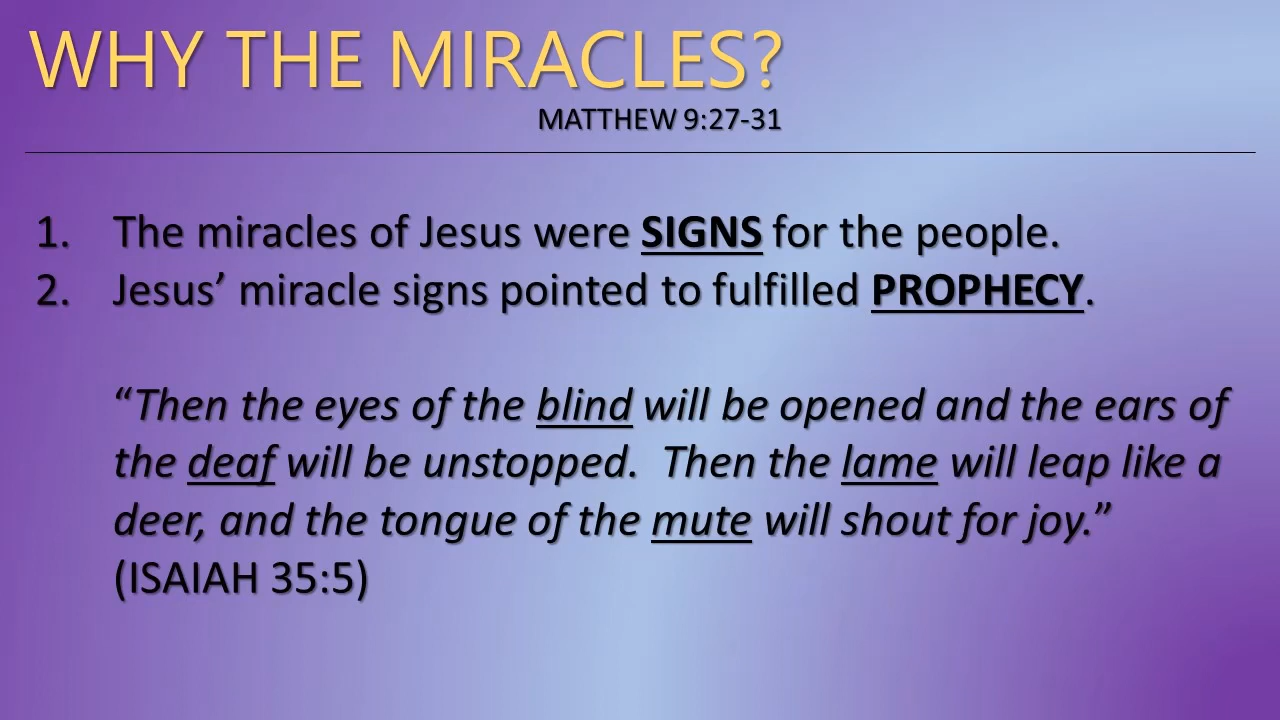 WHY THE MIRACLES?
MATTHEW 9:27-31
1. The miracles of Jesus were SIGNS for the people.
2. Jesus’ miracle signs pointed to fulfilled PROPHECY.
“Then the eyes of the blind will be opened and the ears of
the deaf will be unstopped.  Then the lame will leap like a
deer, and the tongue of the mute will shout for joy.”
(ISAIAH 35:5)